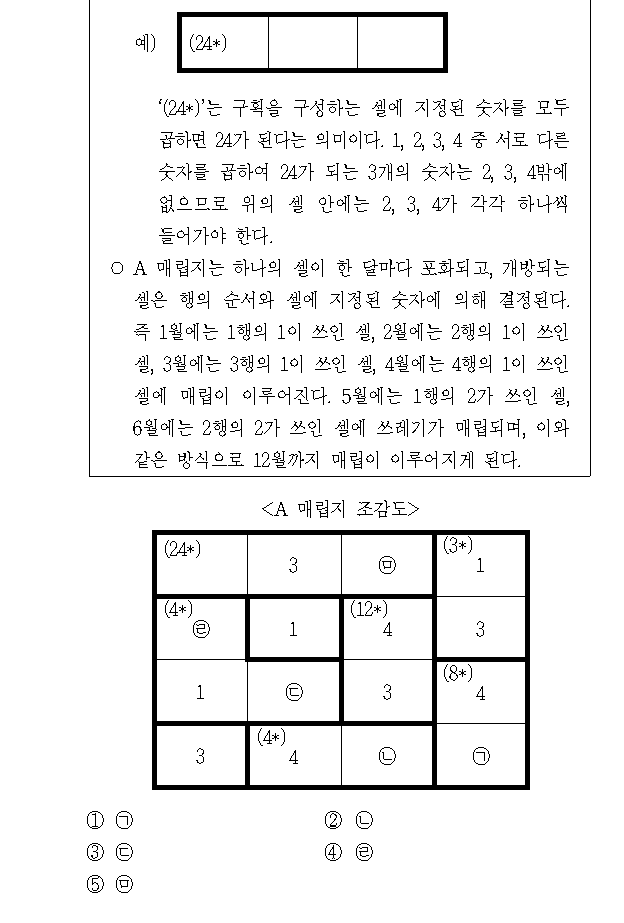 예) (24*)
‘(24*)’는 구획을 구성하는 셀에 지정된 숫자를 모두
곱하면 24가 된다는 의미이다. 1, 2, 3, 4 중 서로 다른
숫자를 곱하여 24가 되는 3개의 숫자는 2, 3, 4밖에
없으므로 위의 셀 안에는 2, 3, 4가 각각 하나씩
들어가야 한다.
○ A 매립지는 하나의 셀이 한 달마다 포화되고, 개방되는
셀은 행의 순서와 셀에 지정된 숫자에 의해 결정된다.
즉 1월에는 1행의 1이 쓰인 셀, 2월에는 2행의 1이 쓰인
셀, 3월에는 3행의 1이 쓰인 셀, 4월에는 4행의 1이 쓰인
셀에 매립이 이루어진다. 5월에는 1행의 2가 쓰인 셀,
6월에는 2행의 2가 쓰인 셀에 쓰레기가 매립되며, 이와
같은 방식으로 12월까지 매립이 이루어지게 된다.
<A 매립지 조감도>
(24*) 3 ㉤ (3*) 1
(4*) ㉣ 1 (12*) 4 3
1 ㉢ 3 (8*) 4
3 (4*) 4 ㉡ ㉠
① ㉠ ② ㉡
③ ㉢ ④ ㉣
⑤ ㉤